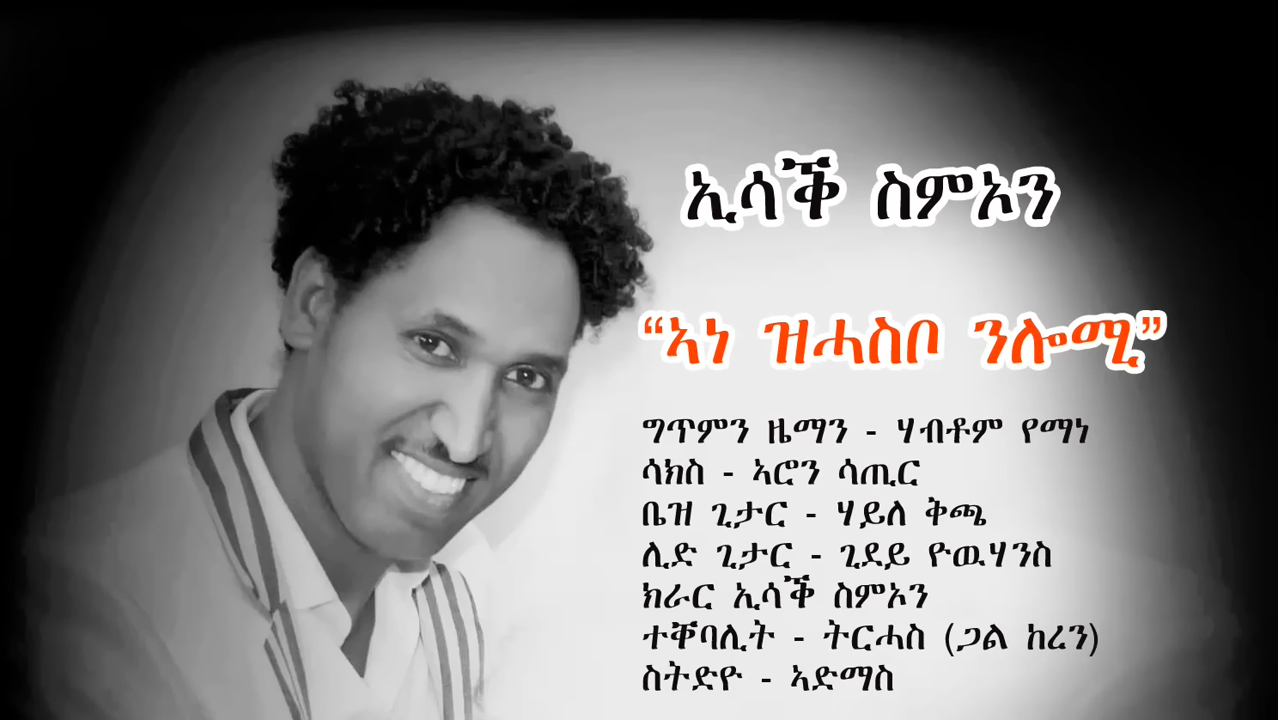 ኢሳቕ ስምኦን
“ኣነ ዝሓስቦ ንሎሚ”
ግጥምን ዜማን - ሃብቶም የማነ
ሳክስ - ኣሮን ሳጢር
ቤዝ ጊታር - ሃይለ ቅጫ
ሊድ ጊታር - ጊደይ ዮዉሃንስ
ክራር ኢሳቕ ስምኦን
ተቐባሊት - ትርሓስ (ጋል ከረን)
ስትድዮ - ኣድማስ